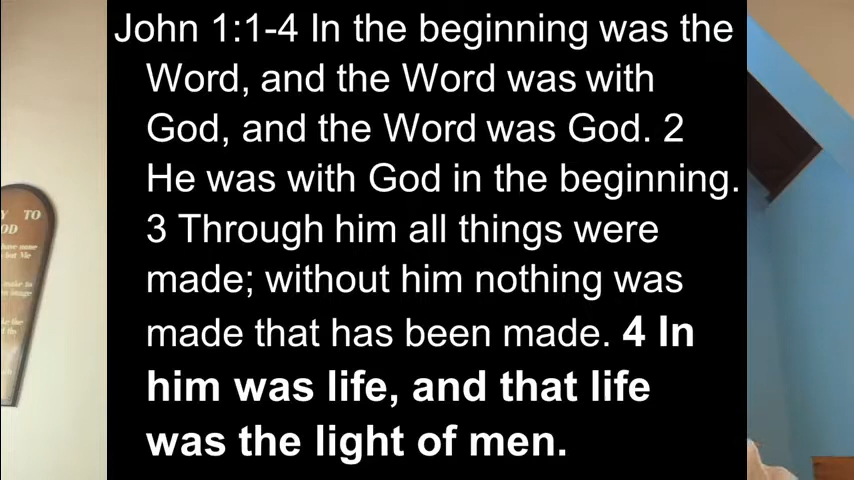 John 1:1-4 In the beginning was the
Word, and the Word was with
God, and the Word was God. 2
He was with God in the beginning.
3 Through him all things were
made; without him nothing was
made that has been made. 4 In
him was life, and that life
was the light of men.
Y TO
OD